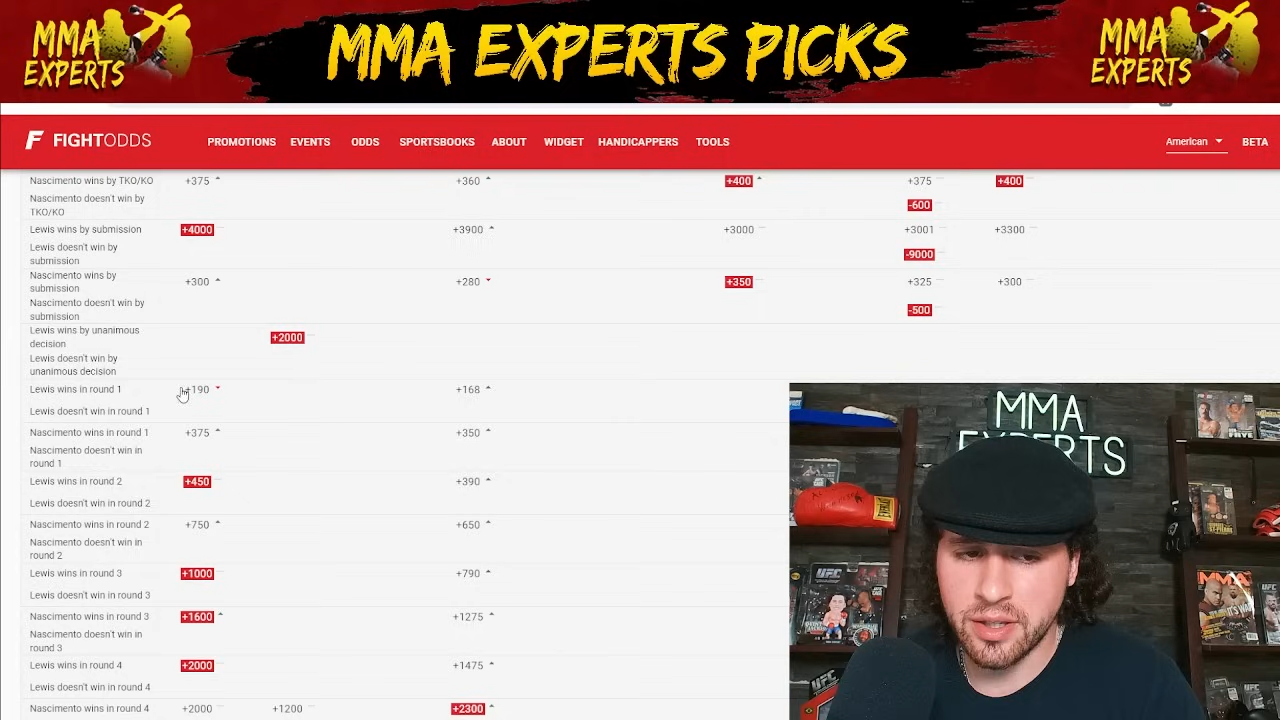 MMA
EXPERTS
MMA EXPERTS PICKS
MMA
EXPERTS
FIGHTODDS
PROMOTIONS EVENTS ODDS SPORTSBOOKS ABOUT WIDGET HANDICAPPERS TOOLS
American
BETA
Nascimento wins by TKO/KO +375 +360 +400 +375 +400
Nascimento doesn't win by
TKO/KO -600
Lewis wins by submission +4000 +3900 +3000 +3001 +3300
Lewis doesn't win by
submission -9000
Nascimento wins by
submission +300 +280 +350 +325 +300
Nascimento doesn't win by
submission -500
Lewis wins by unanimous
decision +2000
Lewis doesn't win by
unanimous decision
Lewis wins in round 1 +190 +168
Lewis doesn't win in round 1
Nascimento wins in round 1 +375 +350
Nascimento doesn't win in
round 1
Lewis wins in round 2 +450 +390
Lewis doesn't win in round 2
Nascimento wins in round 2 +750 +650
Nascimento doesn't win in
round 2
Lewis wins in round 3 +1000 +790
Lewis doesn't win in round 3
Nascimento wins in round 3 +1600 +1275
Nascimento doesn't win in
round 3
Lewis wins in round 4 +2000 +1475
Lewis doesn't win in round 4
Nascimento wins in round 4 +2000 +1200 +2300
MMA
EXPERTS
UFC
UFC
MMA